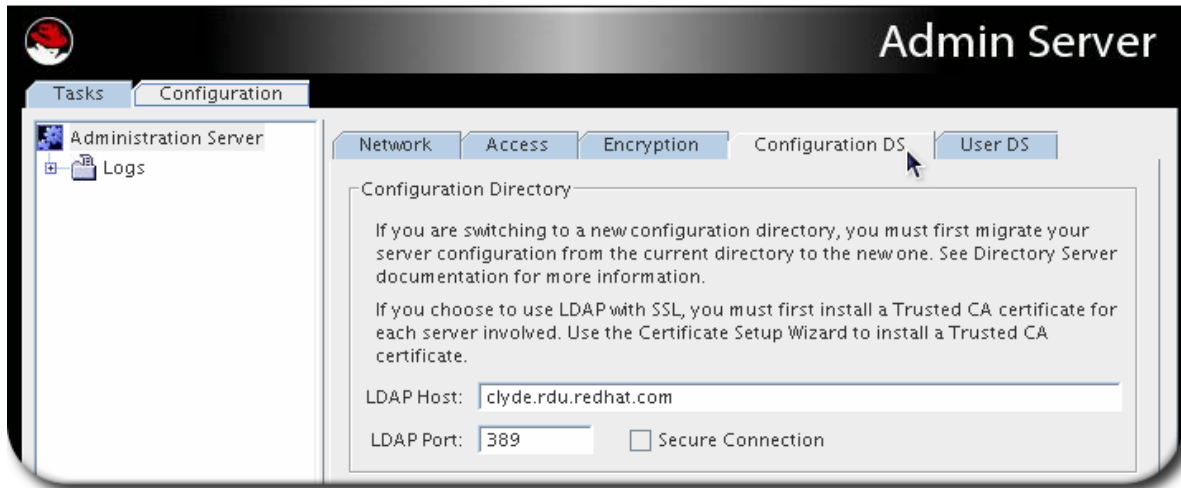 Admin Server
Tasks
Configuration
Administration Server
Logs
Network
Access
Encryption
Configuration DS
User DS
Configuration Directory
If you are switching to a new configuration directory, you must first migrate your
server configuration from the current directory to the new one. See Directory Server
documentation for more information.
If you choose to use LDAP with SSL, you must first install a Trusted CA certificate for
each server involved. Use the Certificate Setup Wizard to install a Trusted CA
certificate.
LDAP Host: clyde.rdu.redhat.com
LDAP Port: 389 Secure Connection